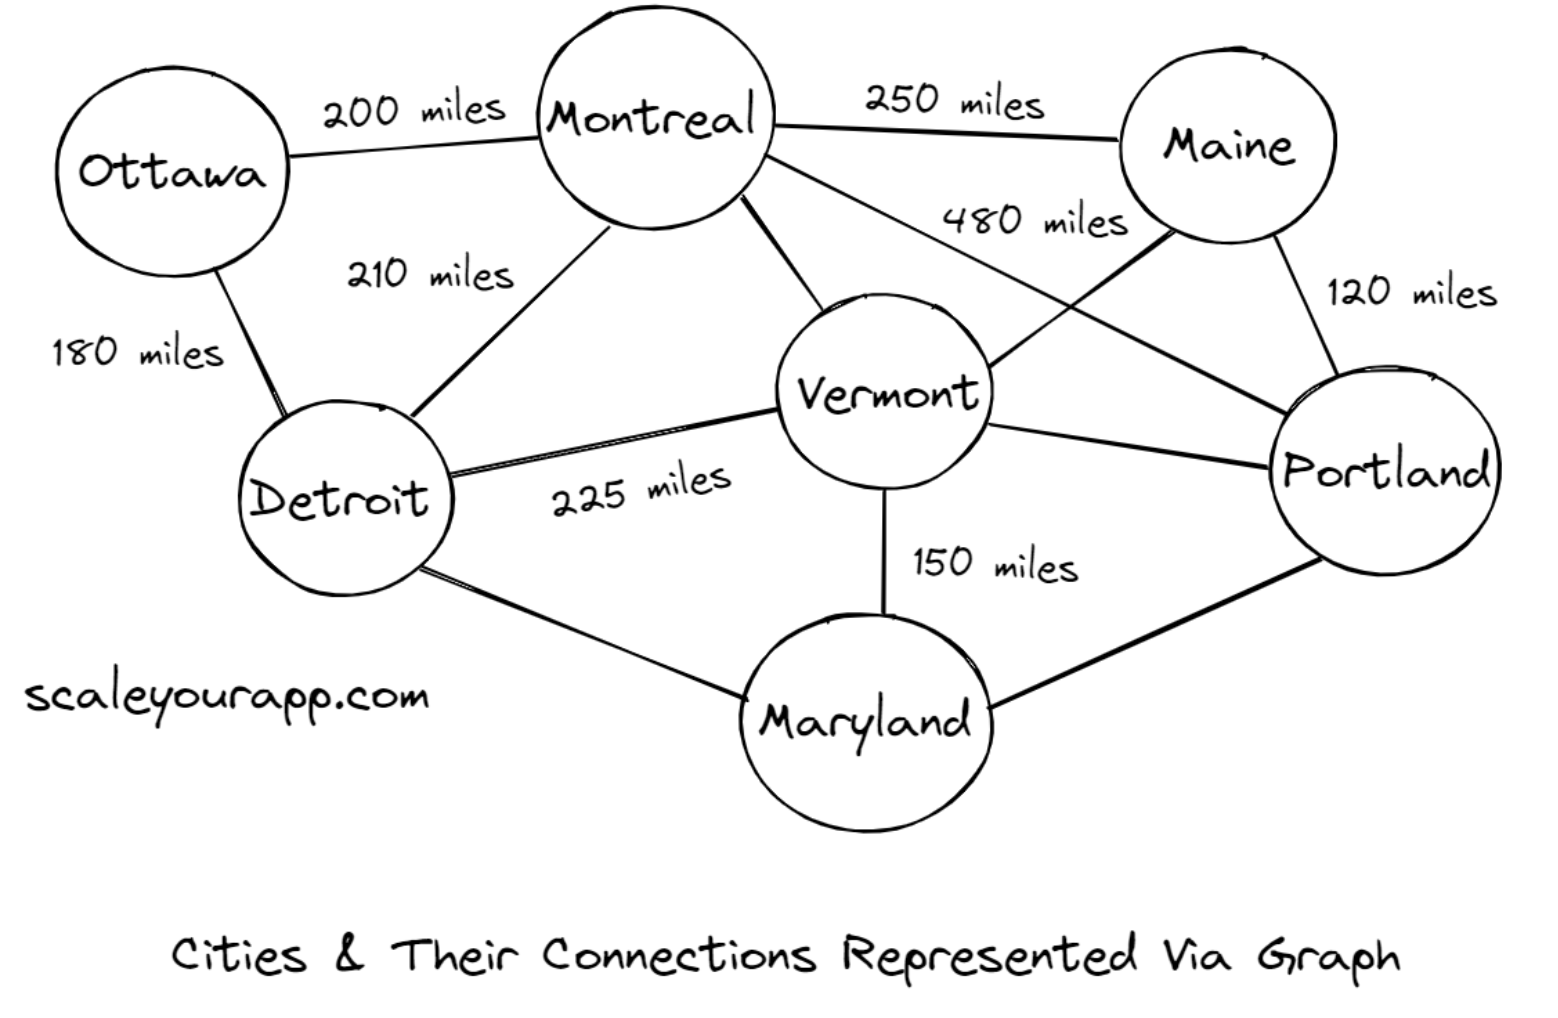 Montreal
200 miles
250 miles
Ottawa
Maine
480 miles
210 miles
120 miles
180 miles
Vermont
Detroit
Portland
225 miles
150 miles
scaleyourapp.com
Maryland
Cities & Their Connections Represented Via Graph